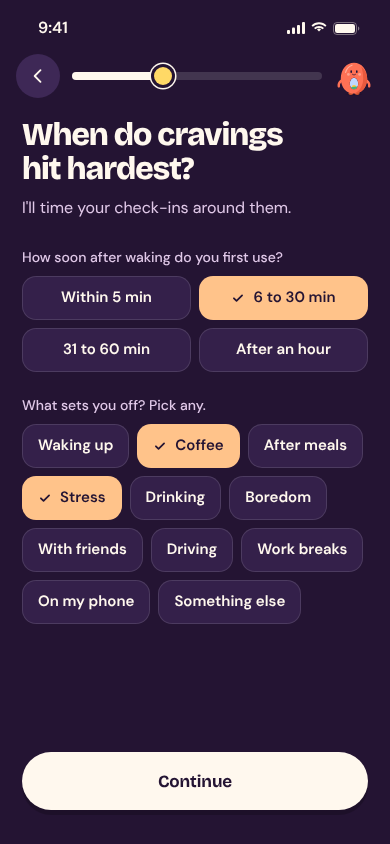 9:41
When do cravings
hit hardest?
I'll time your check-ins around them.
How soon after waking do you first use?
Within 5 min
6 to 30 min
31 to 60 min
After an hour
What sets you off? Pick any.
Waking up
Coffee
After meals
Stress
Drinking
Boredom
With friends
Driving
Work breaks
On my phone
Something else
Continue